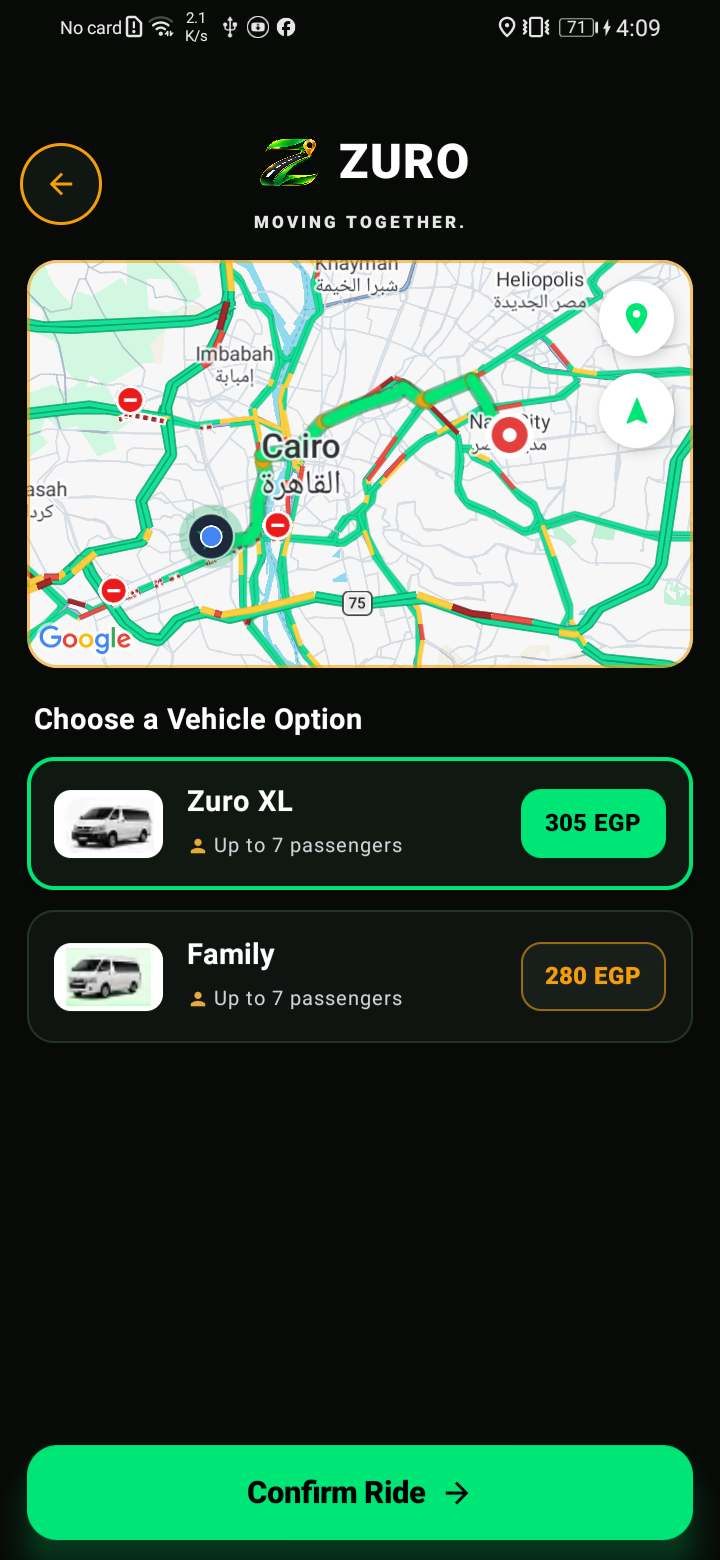 No card 2.1 K/s 71 4:09
ZURO
MOVING TOGETHER.
شبرا الخيمة
Heliopolis
مصر الجديدة
Imbabah
إمبابة
Cairo
القاهرة
كرد
75
Google
Choose a Vehicle Option
Zuro XL
Up to 7 passengers
305 EGP
Family
Up to 7 passengers
280 EGP
Confirm Ride